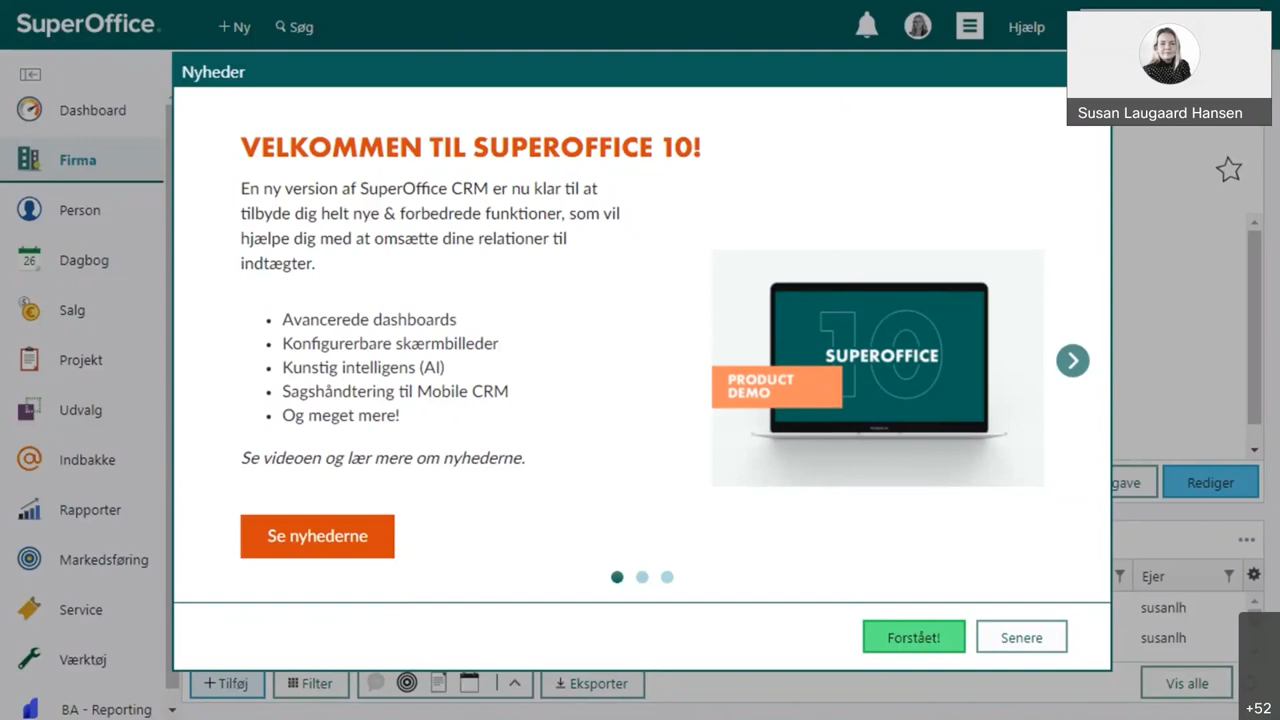 SuperOffice.
+ Ny
Søg
Hjælp
Susan Laugaard Hansen
Dashboard
Firma
Person
26
Dagbog
Salg
Projekt
Udvalg
Indbakke
Rapporter
Markedsføring
Service
Værktøj
BA - Reporting
Nyheder
VELKOMMEN TIL SUPEROFFICE 10!
En ny version af SuperOffice CRM er nu klar til at
tilbyde dig helt nye & forbedrede funktioner, som vil
hjælpe dig med at omsætte dine relationer til
indtægter.
• Avancerede dashboards
• Konfigurerbare skærmbilleder
• Kunstig intelligens (AI)
• Sagshåndtering til Mobile CRM
• Og meget mere!
Se videoen og lær mere om nyhederne.
Se nyhederne
10
SUPEROFFICE
PRODUCT
DEMO
Forstået!
Senere
gave
Rediger
Ejer
susanlh
susanlh
+ Tilføj
Filter
Eksporter
Vis alle
+52